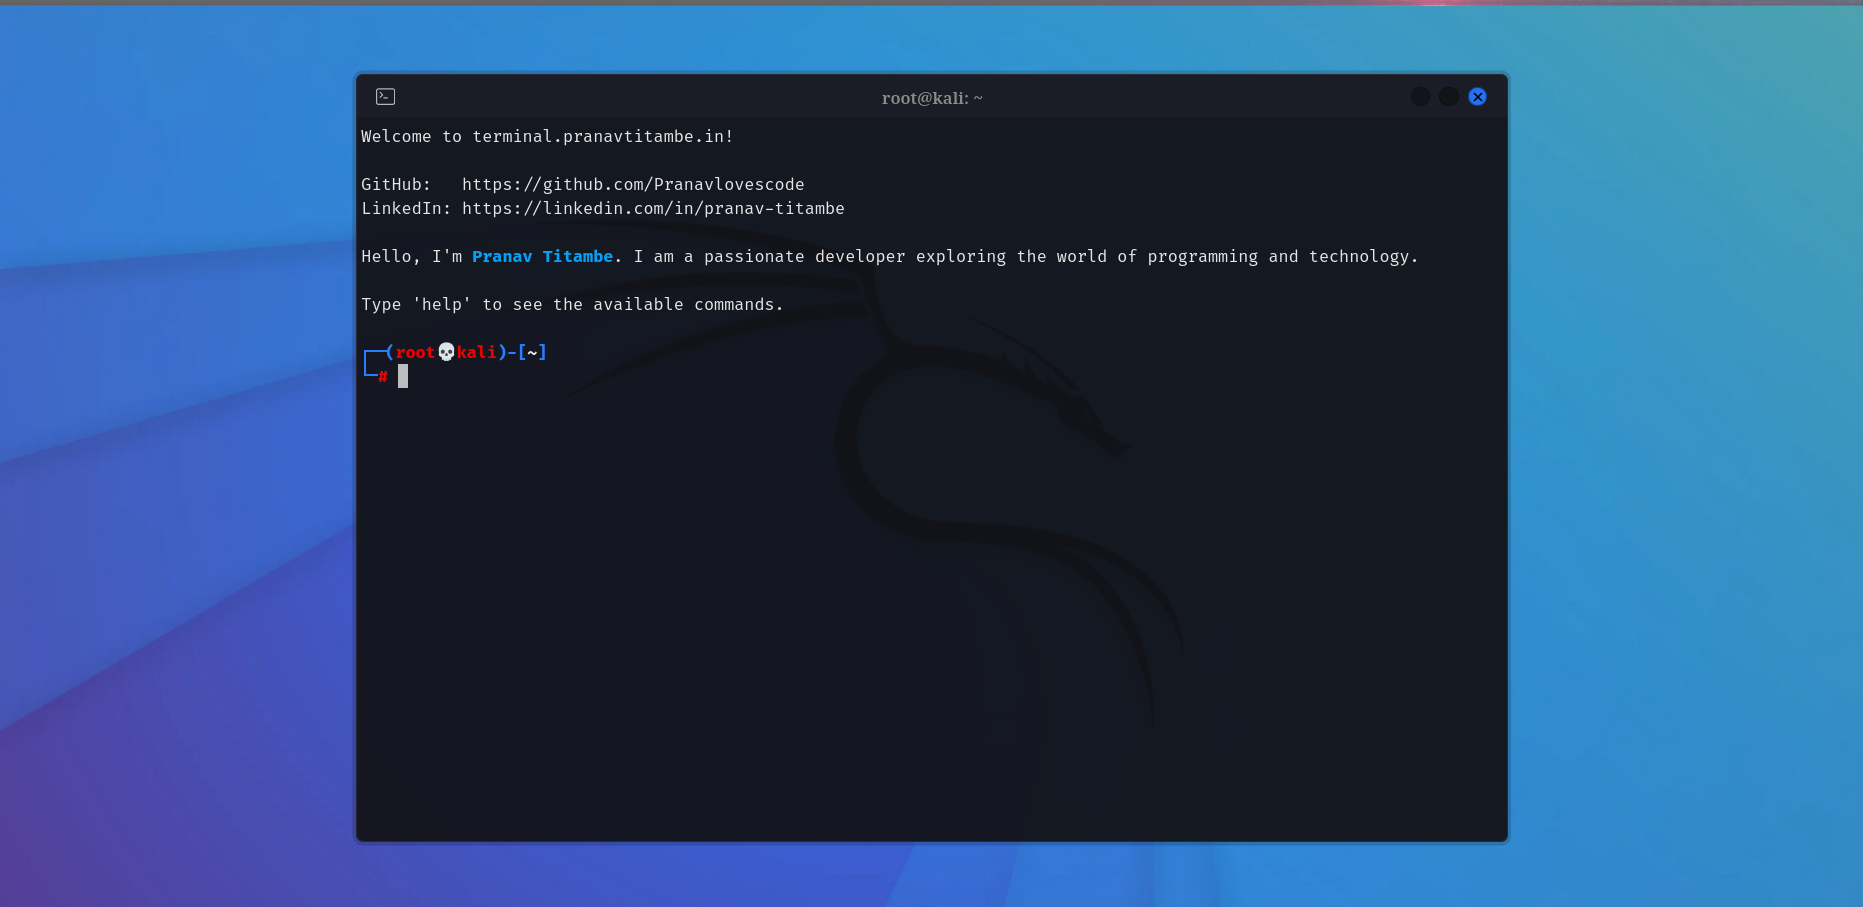 root@kali: ~
Welcome to terminal.pranavtitambe.in!
GitHub:   https://github.com/Pranavlovescode
LinkedIn: https://linkedin.com/in/pranav-titambe
Hello, I'm Pranav Titambe. I am a passionate developer exploring the world of programming and technology.
Type 'help' to see the available commands.
┌──(root💀kali)-[~]
└─#